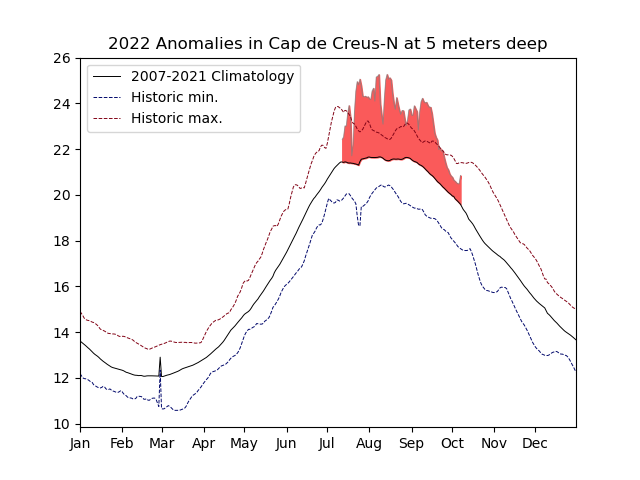 2022 Anomalies in Cap de Creus-N at 5 meters deep
2007-2021 Climatology
Historic min.
Historic max.
26
24
22
20
18
16
14
12
10
Jan Feb Mar Apr May Jun Jul Aug Sep Oct Nov Dec